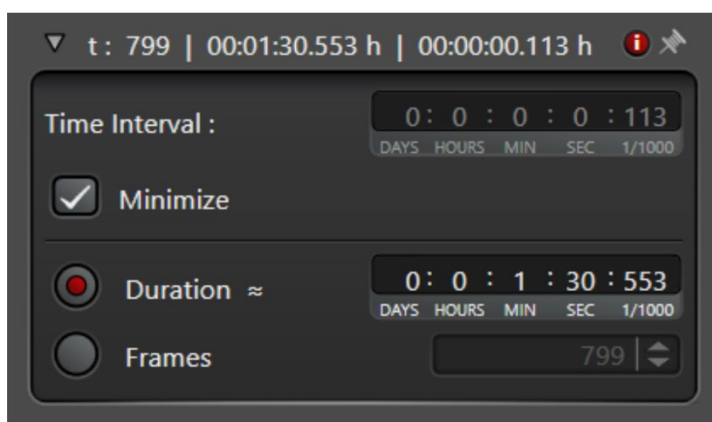 t : 799 | 00:01:30.553 h | 00:00:00.113 h i
Time Interval : 0 : 0 : 0 : 0 : 113
DAYS HOURS MIN SEC 1/1000
Minimize
Duration ≈ 0 : 0 : 1 : 30 : 553
DAYS HOURS MIN SEC 1/1000
Frames 799